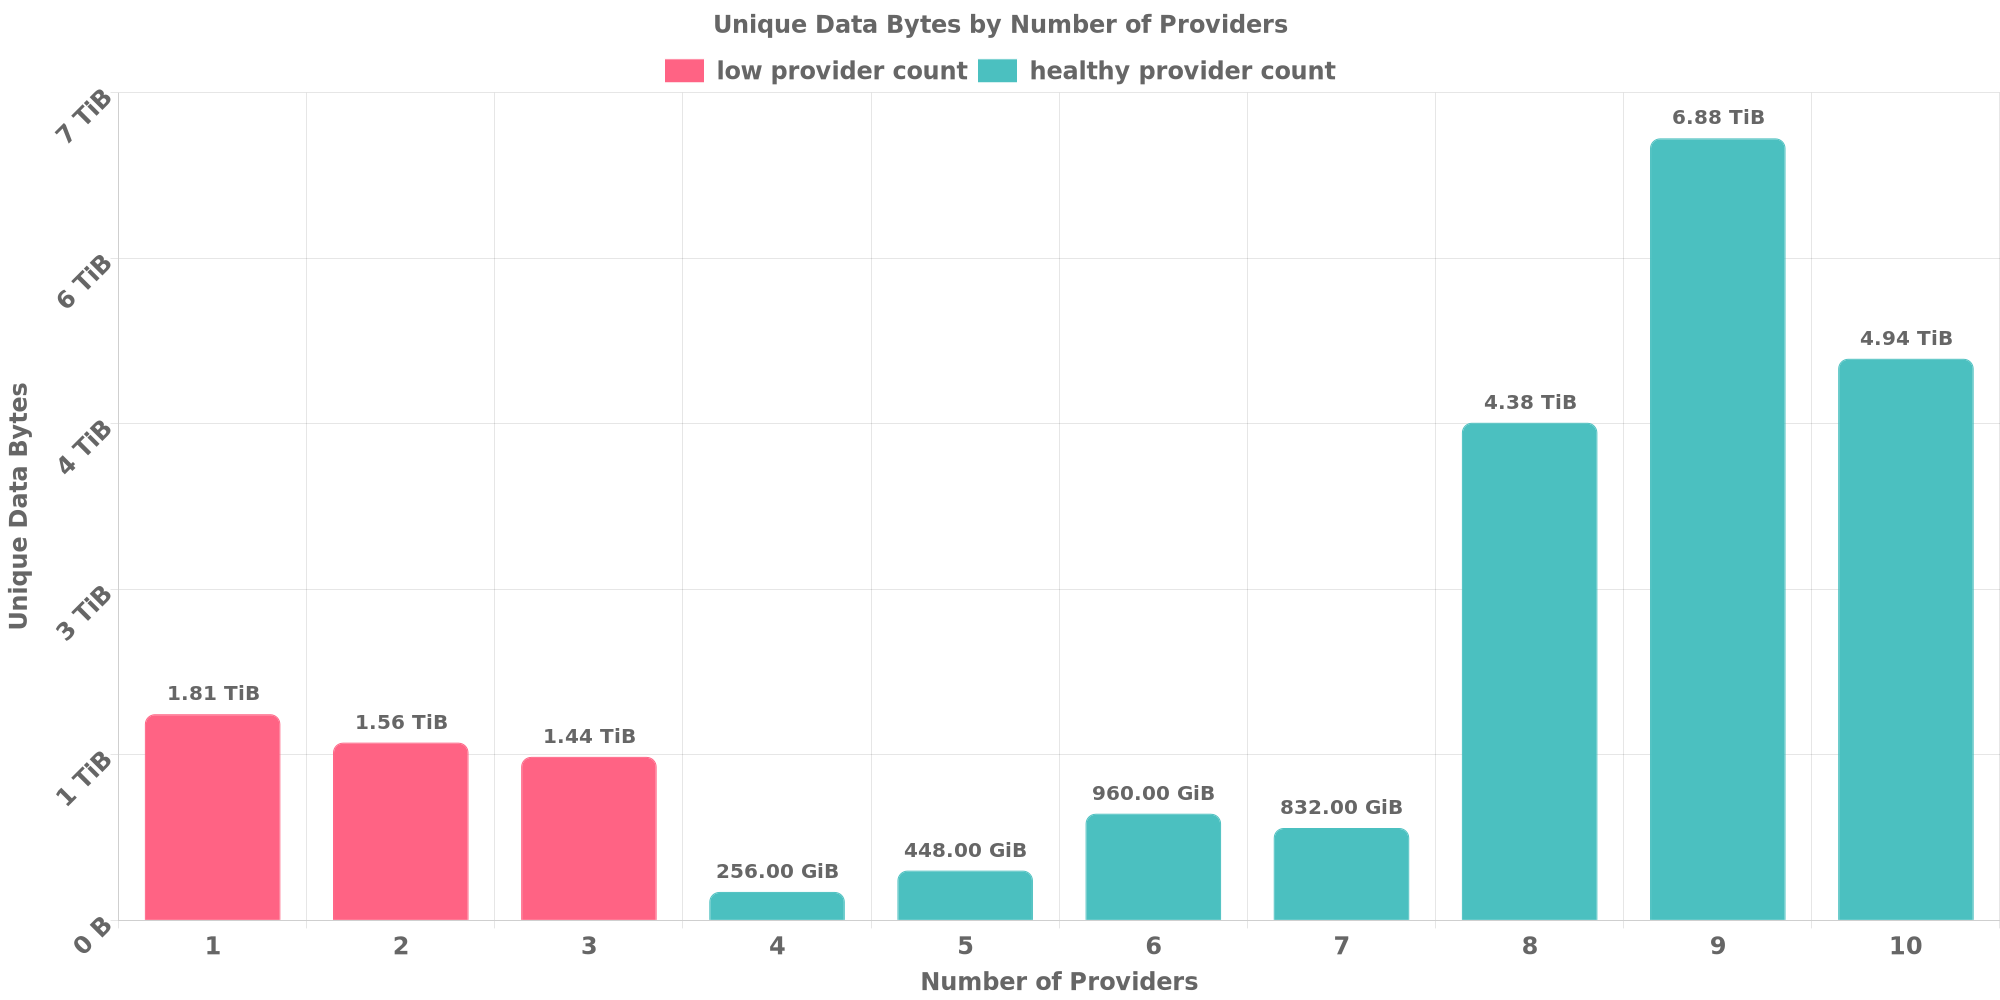 Unique Data Bytes by Number of Providers
low provider count healthy provider count
7 TiB
6.88 TiB
6 TiB
4.94 TiB
4.38 TiB
4 TiB
3 TiB
1.81 TiB
1.56 TiB
1.44 TiB
1 TiB
960.00 GiB
832.00 GiB
448.00 GiB
256.00 GiB
0 B
Unique Data Bytes
1 2 3 4 5 6 7 8 9 10
Number of Providers